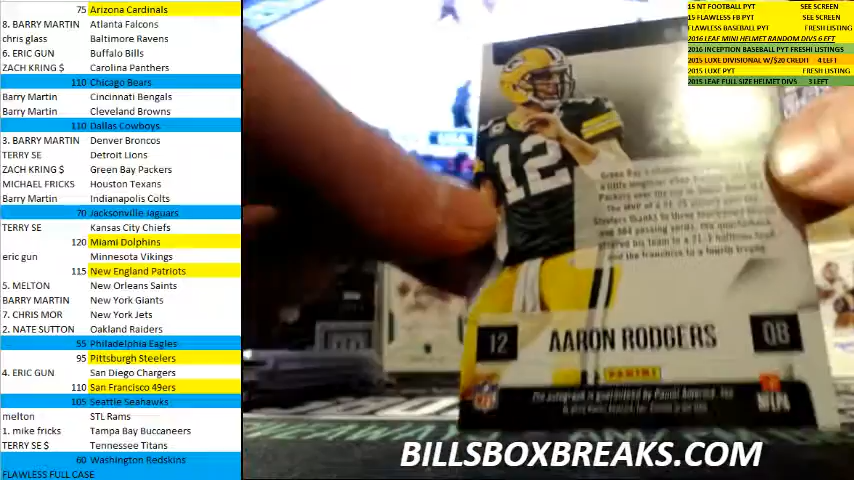 75 Arizona Cardinals
8. BARRY MARTIN Atlanta Falcons
chris glass Baltimore Ravens
6. ERIC GUN Buffalo Bills
ZACH KRING $ Carolina Panthers
110 Chicago Bears
Barry Martin Cincinnati Bengals
Barry Martin Cleveland Browns
110 Dallas Cowboys
3. BARRY MARTIN Denver Broncos
TERRY SE Detroit Lions
ZACH KRING $ Green Bay Packers
MICHAEL FRICKS Houston Texans
Barry Martin Indianapolis Colts
70 Jacksonville Jaguars
TERRY SE Kansas City Chiefs
120 Miami Dolphins
eric gun Minnesota Vikings
115 New England Patriots
5. MELTON New Orleans Saints
BARRY MARTIN New York Giants
7. CHRIS MOR New York Jets
2. NATE SUTTON Oakland Raiders
55 Philadelphia Eagles
95 Pittsburgh Steelers
4. ERIC GUN San Diego Chargers
110 San Francisco 49ers
105 Seattle Seahawks
melton STL Rams
1. mike fricks Tampa Bay Buccaneers
TERRY SE $ Tennessee Titans
60 Washington Redskins
FLAWLESS FULL CASE
15 NT FOOTBALL PYT SEE SCREEN
15 FLAWLESS FB PYT SEE SCREEN
FLAWLESS BASEBALL PYT FRESH LISTING
2016 LEAF MINI HELMET RANDOM DIVS 6 EFT
2016 INCEPTION BASEBALL PYT FRESH LISTINGS
2015 LUXE DIVISIONAL W/$20 CREDIT 4 LEFT
2015 LUXE PYT FRESH LISTING
2015 LEAF FULL SIZE HELMET DIVS 3 LEFT
12
12 AARON RODGERS QB
PANINI
NFL
NFLPA
BILLSBOXBREAKS.COM